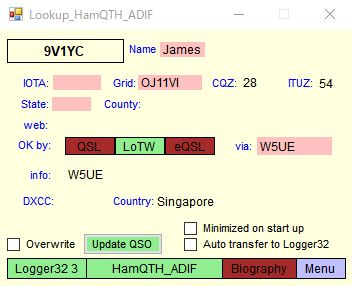 Lookup_HamQTH_ADIF
9V1YC Name James
IOTA: Grid: OJ11VI CQZ: 28 ITUZ: 54
State: County:
web:
OK by: QSL LoTW eQSL via: W5UE
info: W5UE
DXCC: Country: Singapore
Minimized on start up
Overwrite Update QSO Auto transfer to Logger32
Logger32 3 HamQTH_ADIF Biography Menu